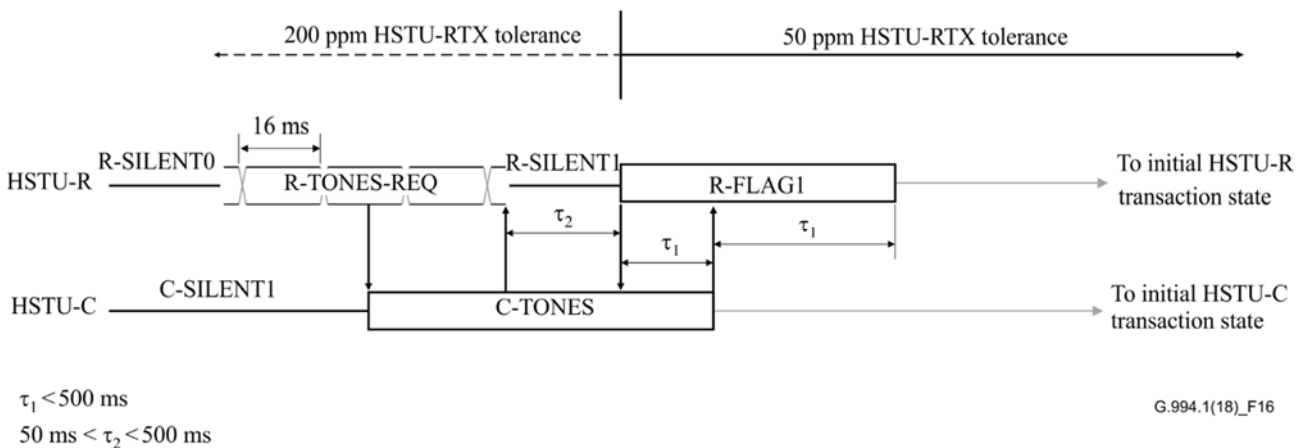 200 ppm HSTU-RTX tolerance
50 ppm HSTU-RTX tolerance
16 ms
R-SILENT0
R-SILENT1
HSTU-R
R-TONES-REQ
R-FLAG1
To initial HSTU-R
transaction state
τ2
τ1
τ1
C-SILENT1
HSTU-C
C-TONES
To initial HSTU-C
transaction state
τ1 < 500 ms
50 ms < τ2 < 500 ms
G.994.1(18)_F16